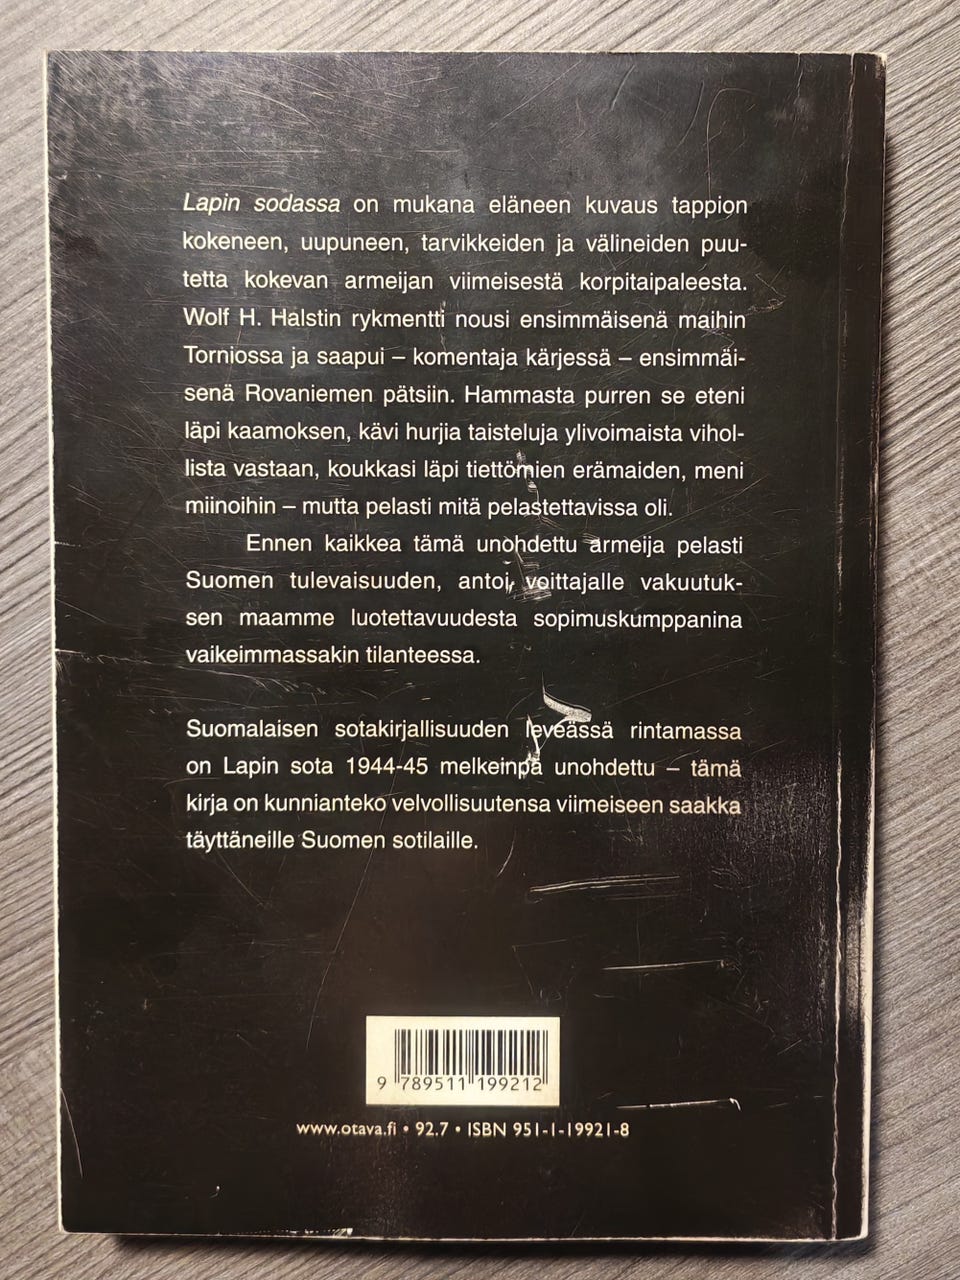 Lapin sodassa on mukana eläneen kuvaus tappion
kokeneen, uupuneen, tarvikkeiden ja välineiden puu-
tetta kokevan armeijan viimeisestä korpitaipaleesta.
Wolf H. Halstin rykmentti nousi ensimmäisenä maihin
Torniossa ja saapui – komentaja kärjessä – ensimmäi-
senä Rovaniemen pätsiin. Hammasta purren se eteni
läpi kaamoksen, kävi hurjia taisteluja ylivoimaista vihol-
lista vastaan, koukkasi läpi tiettömien erämaiden, meni
miinoihin – mutta pelasti mitä pelastettavissa oli.
Ennen kaikkea tämä unohdettu armeija pelasti
Suomen tulevaisuuden, antoi voittajalle vakuutuk-
sen maamme luotettavuudesta sopimuskumppanina
vaikeimmassakin tilanteessa.
Suomalaisen sotakirjallisuuden leveässä rintamassa
on Lapin sota 1944-45 melkeinpä unohdettu – tämä
kirja on kunnianteko velvollisuutensa viimeiseen saakka
täyttäneille Suomen sotilaille.
9 789511 199212
www.otava.fi • 92.7 • ISBN 951-1-19921-8